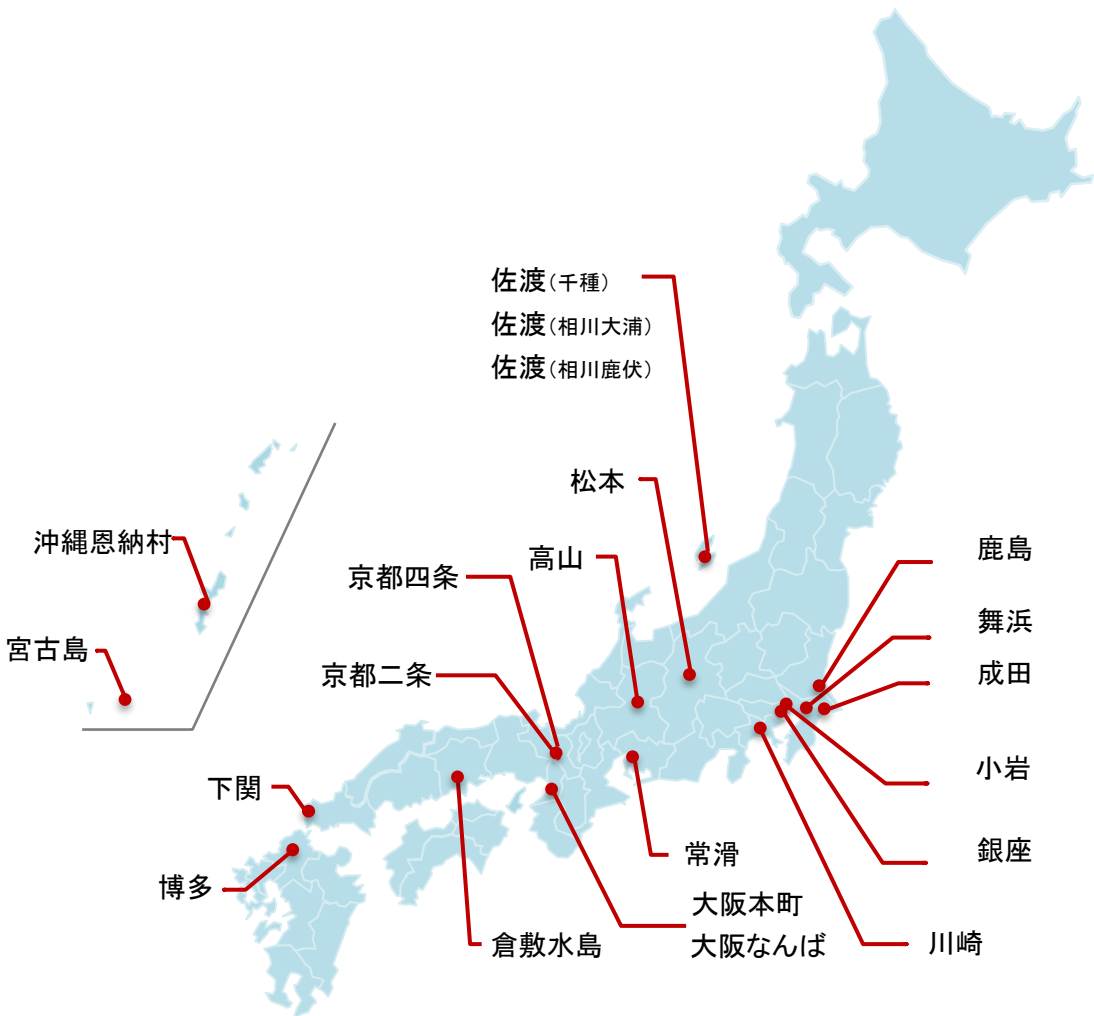 佐渡(千種)
佐渡(相川大浦)
佐渡(相川鹿伏)
松本
沖縄恩納村
高山
鹿島
京都四条
舞浜
宮古島
京都二条
成田
下関
小岩
常滑
銀座
博多
大阪本町
倉敷水島
大阪なんば
川崎